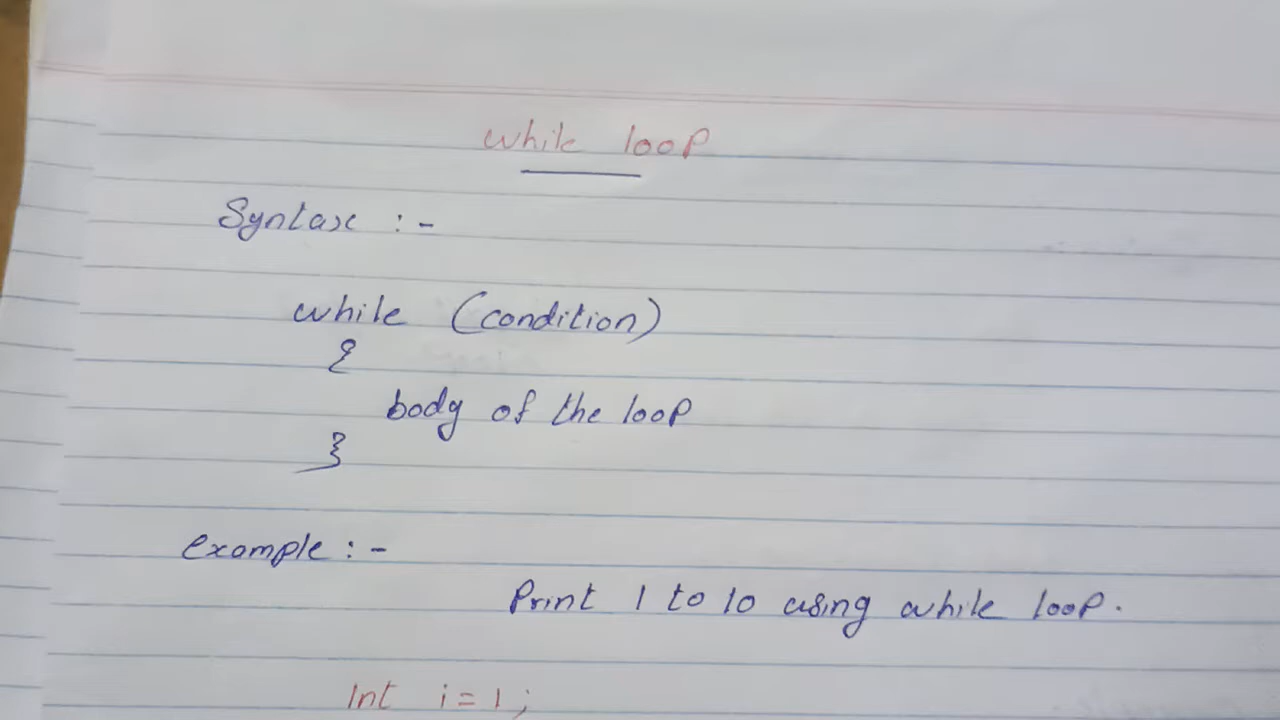 while loop
Syntax :-
while (condition)
{
body of the loop
}
example :-
Print 1 to 10 using while loop.
Int i = 1 ;